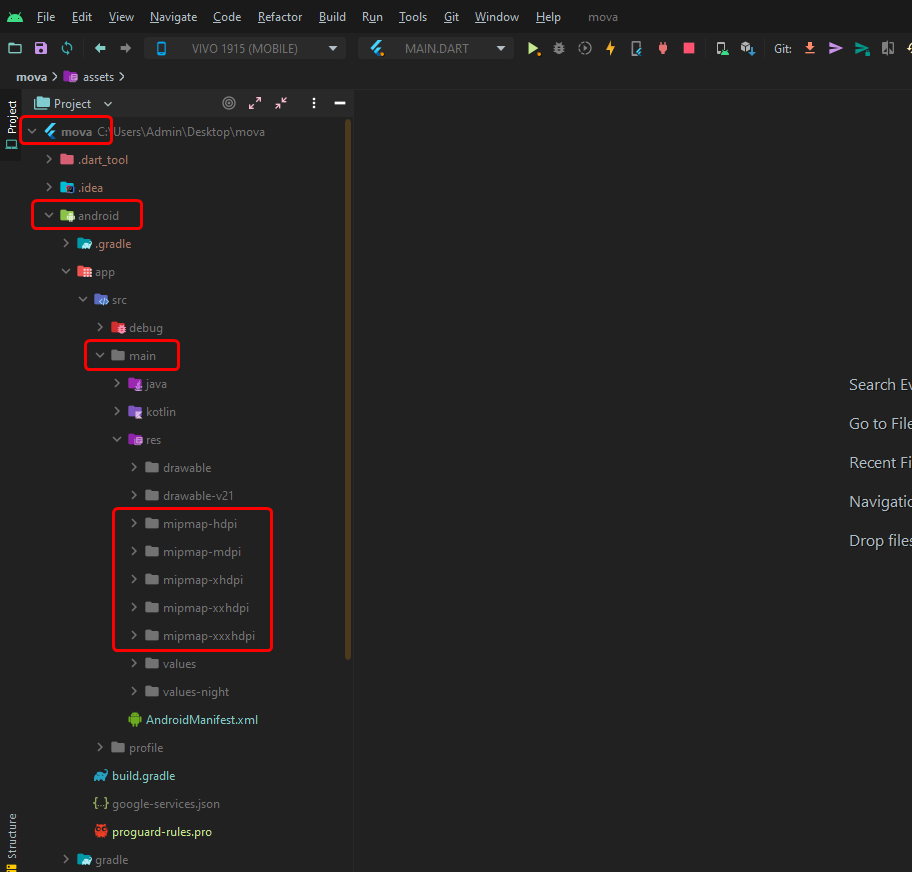 File Edit View Navigate Code Refactor Build Run Tools Git Window Help mova
VIVO 1915 (MOBILE) MAIN.DART Git:
mova assets
Project
Project
mova C:\Users\Admin\Desktop\mova
.dart_tool
.idea
android
.gradle
app
src
debug
main
java
kotlin
res
drawable
drawable-v21
mipmap-hdpi
mipmap-mdpi
mipmap-xhdpi
mipmap-xxhdpi
mipmap-xxxhdpi
values
values-night
AndroidManifest.xml
profile
build.gradle
google-services.json
proguard-rules.pro
gradle
Structure
Search Ev
Go to File
Recent Fi
Navigatio
Drop files